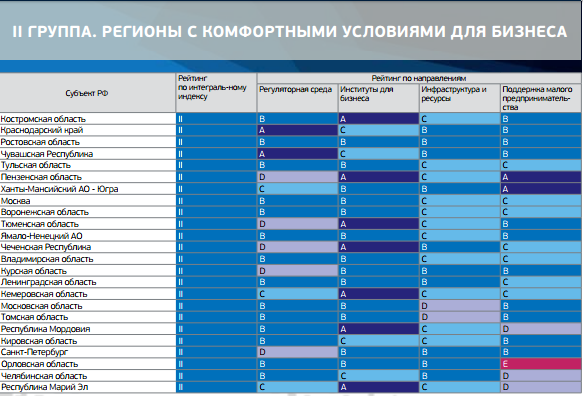 II ГРУППА. РЕГИОНЫ С КОМФОРТНЫМИ УСЛОВИЯМИ ДЛЯ БИЗНЕСА
Субъект РФ
Рейтинг
по интеграль-ному
индексу
Рейтинг по направлениям
Регуляторная среда
Институты для
бизнеса
Инфраструктура и
ресурсы
Поддержка малого
предприниматель-
ства
Костромская область II B A C B
Краснодарский край II A C B B
Ростовская область II B B B B
Чувашская Республика II A C B B
Тульская область II B B C C
Пензенская область II D A C A
Ханты-Мансийский АО - Югра II C B B A
Москва II B B C C
Воронежская область II B B C C
Тюменская область II D A C B
Ямало-Ненецкий АО II B B C B
Чеченская Республика II D A B C
Владимирская область II B B C C
Курская область II D B B B
Ленинградская область II B B B C
Кемеровская область II C A C C
Московская область II B B D B
Томская область II B B D B
Республика Мордовия II B A C D
Кировская область II B C C B
Санкт-Петербург II D B B B
Орловская область II B B B E
Челябинская область II B C B D
Республика Марий Эл II C A C D